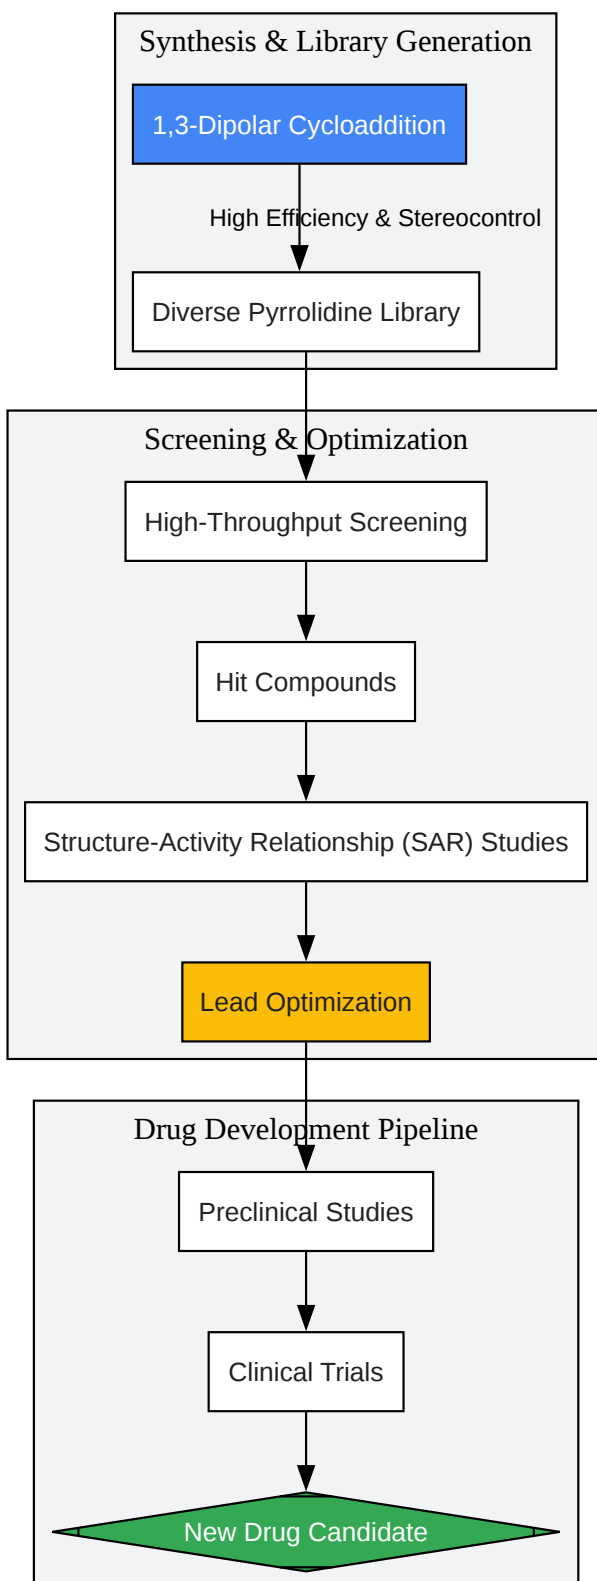 Synthesis & Library Generation
1,3-Dipolar Cycloaddition
High Efficiency & Stereocontrol
Diverse Pyrrolidine Library
Screening & Optimization
High-Throughput Screening
Hit Compounds
Structure-Activity Relationship (SAR) Studies
Lead Optimization
Drug Development Pipeline
Preclinical Studies
Clinical Trials
New Drug Candidate